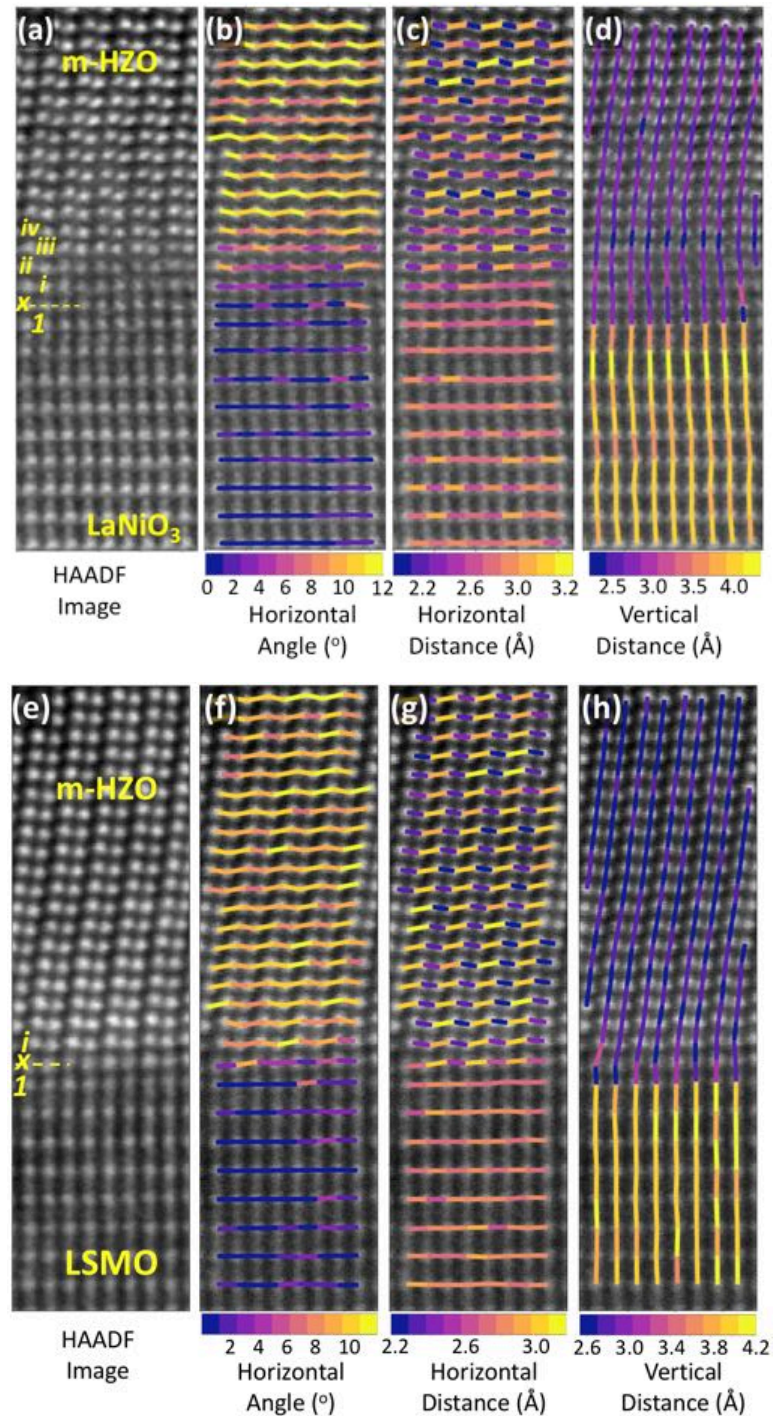 (a) (b) (c) (d)
m-HZO
iv
iii
ii
i
x
1
LaNiO₃
HAADF
Image
0 2 4 6 8 10 12
Horizontal
Angle (º)
2.2 2.6 3.0 3.2
Horizontal
Distance (Å)
2.5 3.0 3.5 4.0
Vertical
Distance (Å)
(e) (f) (g) (h)
m-HZO
i
x
1
LSMO
HAADF
Image
2 4 6 8 10
Horizontal
Angle (º)
2.2 2.6 3.0
Horizontal
Distance (Å)
2.6 3.0 3.4 3.8 4.2
Vertical
Distance (Å)